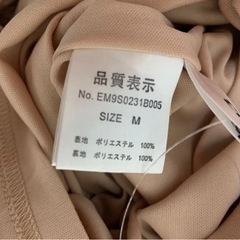 品質表示
No. EM9S0231B005
SIZE M
表地 ポリエステル 100%
裏地 ポリエステル 100%